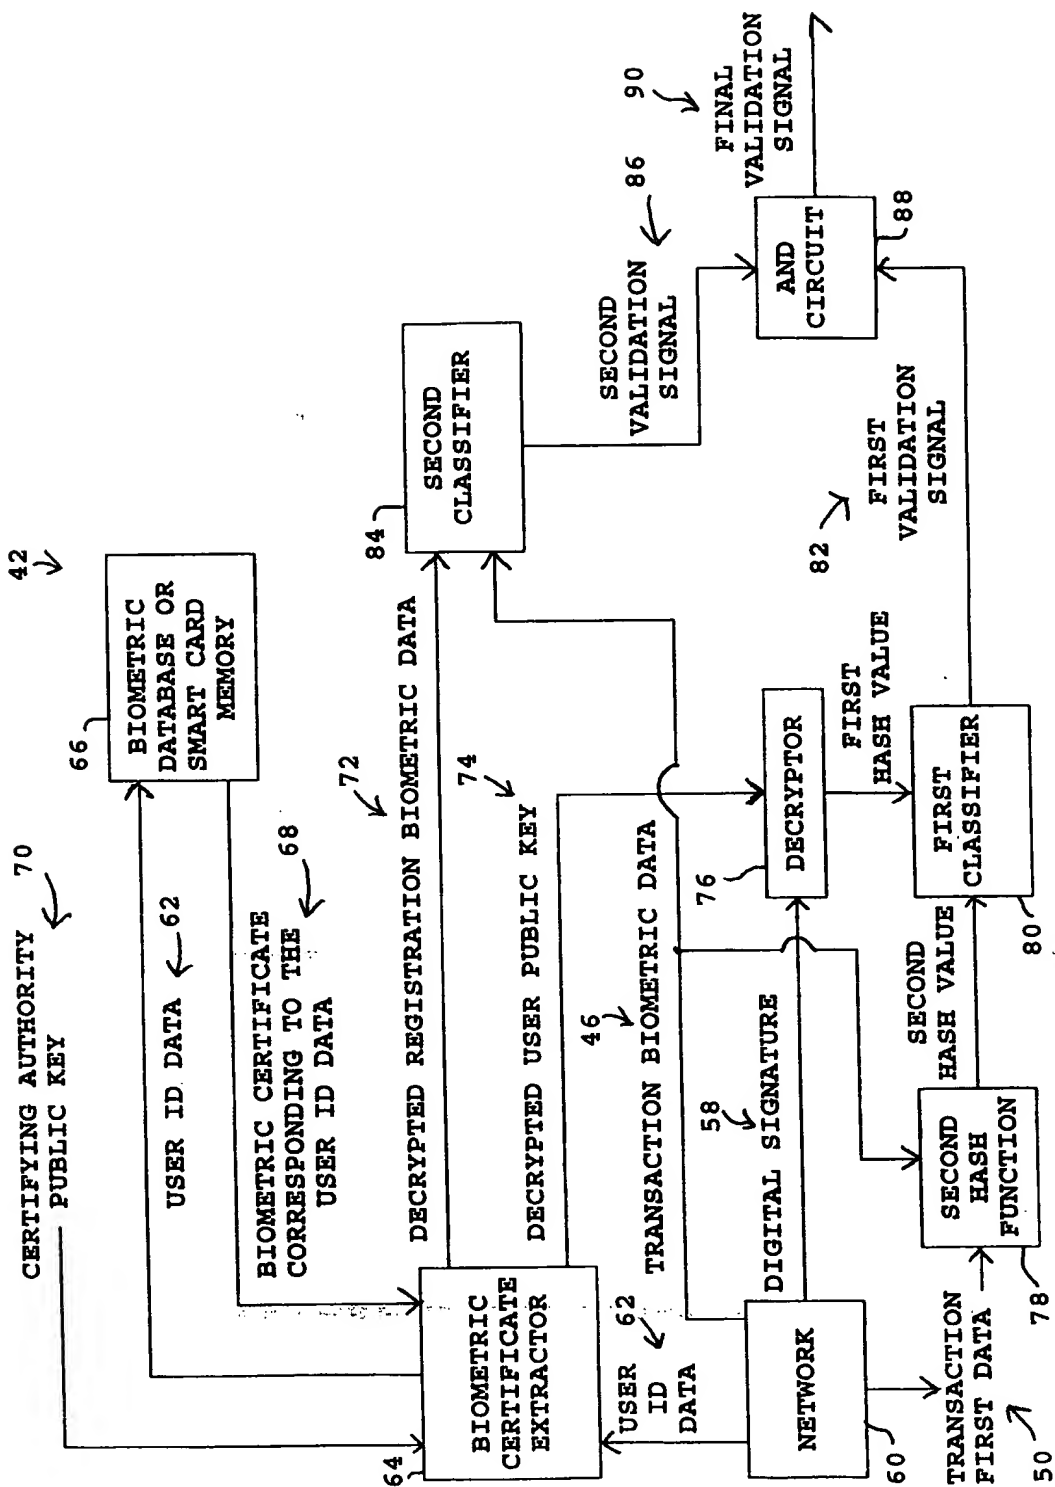 42
CERTIFYING AUTHORITY
PUBLIC KEY
70
USER ID DATA
62
BIOMETRIC CERTIFICATE
CORRESPONDING TO THE
USER ID DATA
68
66
BIOMETRIC
DATABASE OR
SMART CARD
MEMORY
64
BIOMETRIC
CERTIFICATE
EXTRACTOR
72
DECRYPTED REGISTRATION BIOMETRIC DATA
74
DECRYPTED USER PUBLIC KEY
84
SECOND
CLASSIFIER
SECOND
VALIDATION
SIGNAL
86
46
TRANSACTION BIOMETRIC DATA
USER
ID
DATA
62
60
NETWORK
58
DIGITAL SIGNATURE
76
DECRYPTOR
FIRST
HASH VALUE
82
FIRST
VALIDATION
SIGNAL
AND
CIRCUIT
88
90
FINAL
VALIDATION
SIGNAL
TRANSACTION
FIRST DATA
50
SECOND
HASH
FUNCTION
78
SECOND
HASH VALUE
FIRST
CLASSIFIER
80